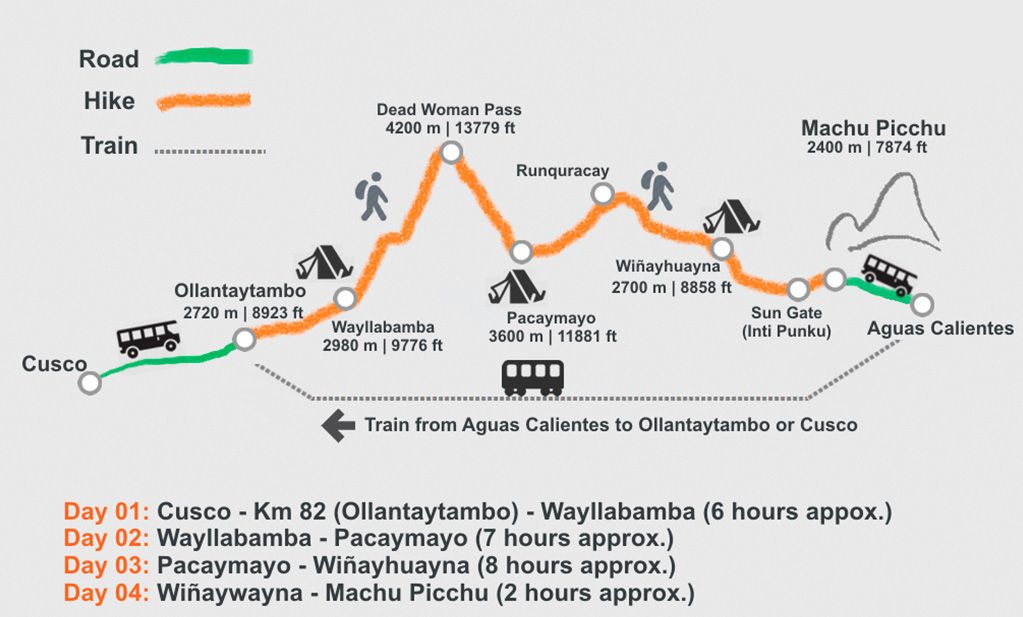 Road
Hike
Train
Dead Woman Pass
4200 m | 13779 ft
Machu Picchu
2400 m | 7874 ft
Runquracay
Ollantaytambo
2720 m | 8923 ft
Wiñayhuayna
2700 m | 8858 ft
Wayllabamba
2980 m | 9776 ft
Pacaymayo
3600 m | 11881 ft
Sun Gate
(Inti Punku)
Aguas Calientes
Cusco
Train from Aguas Calientes to Ollantaytambo or Cusco
Day 01: Cusco - Km 82 (Ollantaytambo) - Wayllabamba (6 hours appox.)
Day 02: Wayllabamba - Pacaymayo (7 hours approx.)
Day 03: Pacaymayo - Wiñayhuayna (8 hours approx.)
Day 04: Wiñaywayna - Machu Picchu (2 hours approx.)